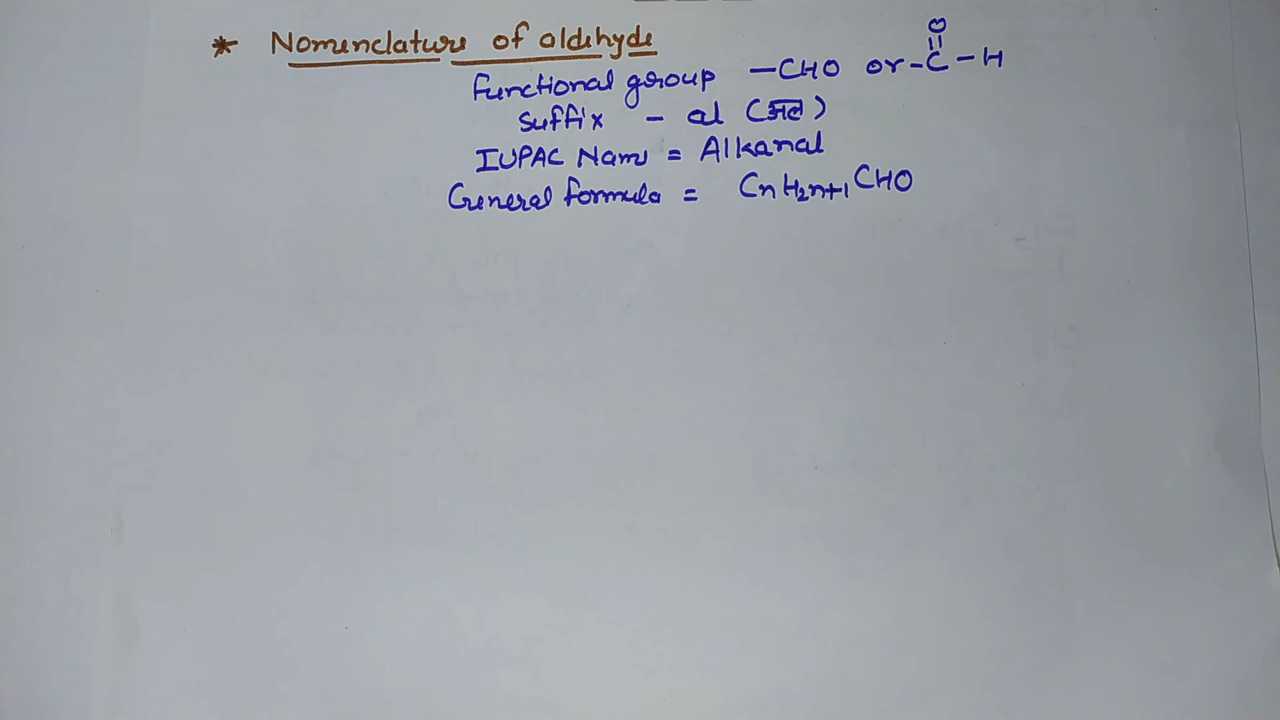 * Nomenclature of aldehyde
Functional group -CHO or -C-H
O
||
Suffix - al (अल)
IUPAC Name = Alkanal
General formula = CnH2n+1CHO